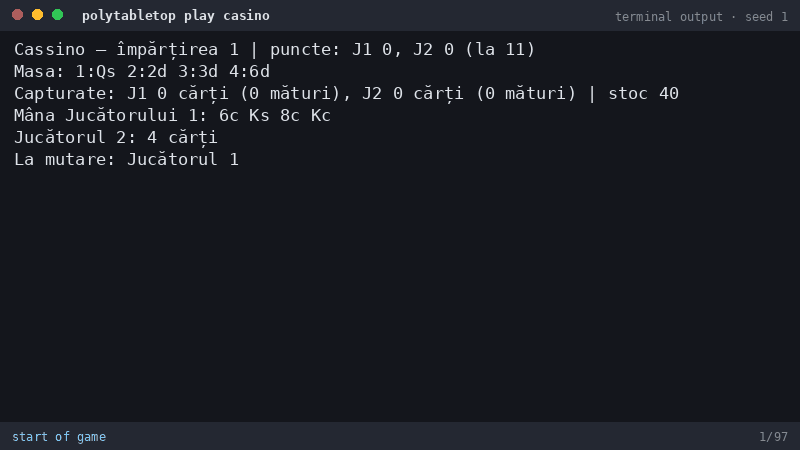 polytabletop play casino
terminal output · seed 1
Cassino — împărțirea 1 | puncte: J1 0, J2 0 (la 11)
Masa: 1:Qs 2:2d 3:3d 4:6d
Capturate: J1 0 cărți (0 măturі), J2 0 cărți (0 mături) | stoc 40
Mâna Jucătorului 1: 6c Ks 8c Kc
Jucătorul 2: 4 cărți
La mutare: Jucătorul 1
start of game
1/97